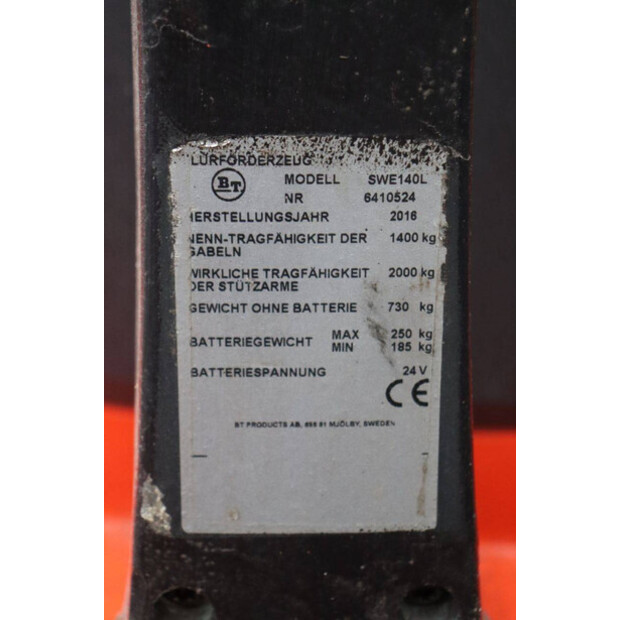 LURFÖRDERZEUG
BT MODELL SWE140L
NR 6410524
HERSTELLUNGSJAHR 2016
NENN-TRAGFÄHIGKEIT DER 1400 kg
GABELN
WIRKLICHE TRAGFÄHIGKEIT 2000 kg
DER STÜTZARME
GEWICHT OHNE BATTERIE 730 kg
BATTERIEGEWICHT MAX 250 kg
MIN 185 kg
BATTERIESPANNUNG 24 V
CE
BT PRODUCTS AB, 595 81 MJÖLBY, SWEDEN